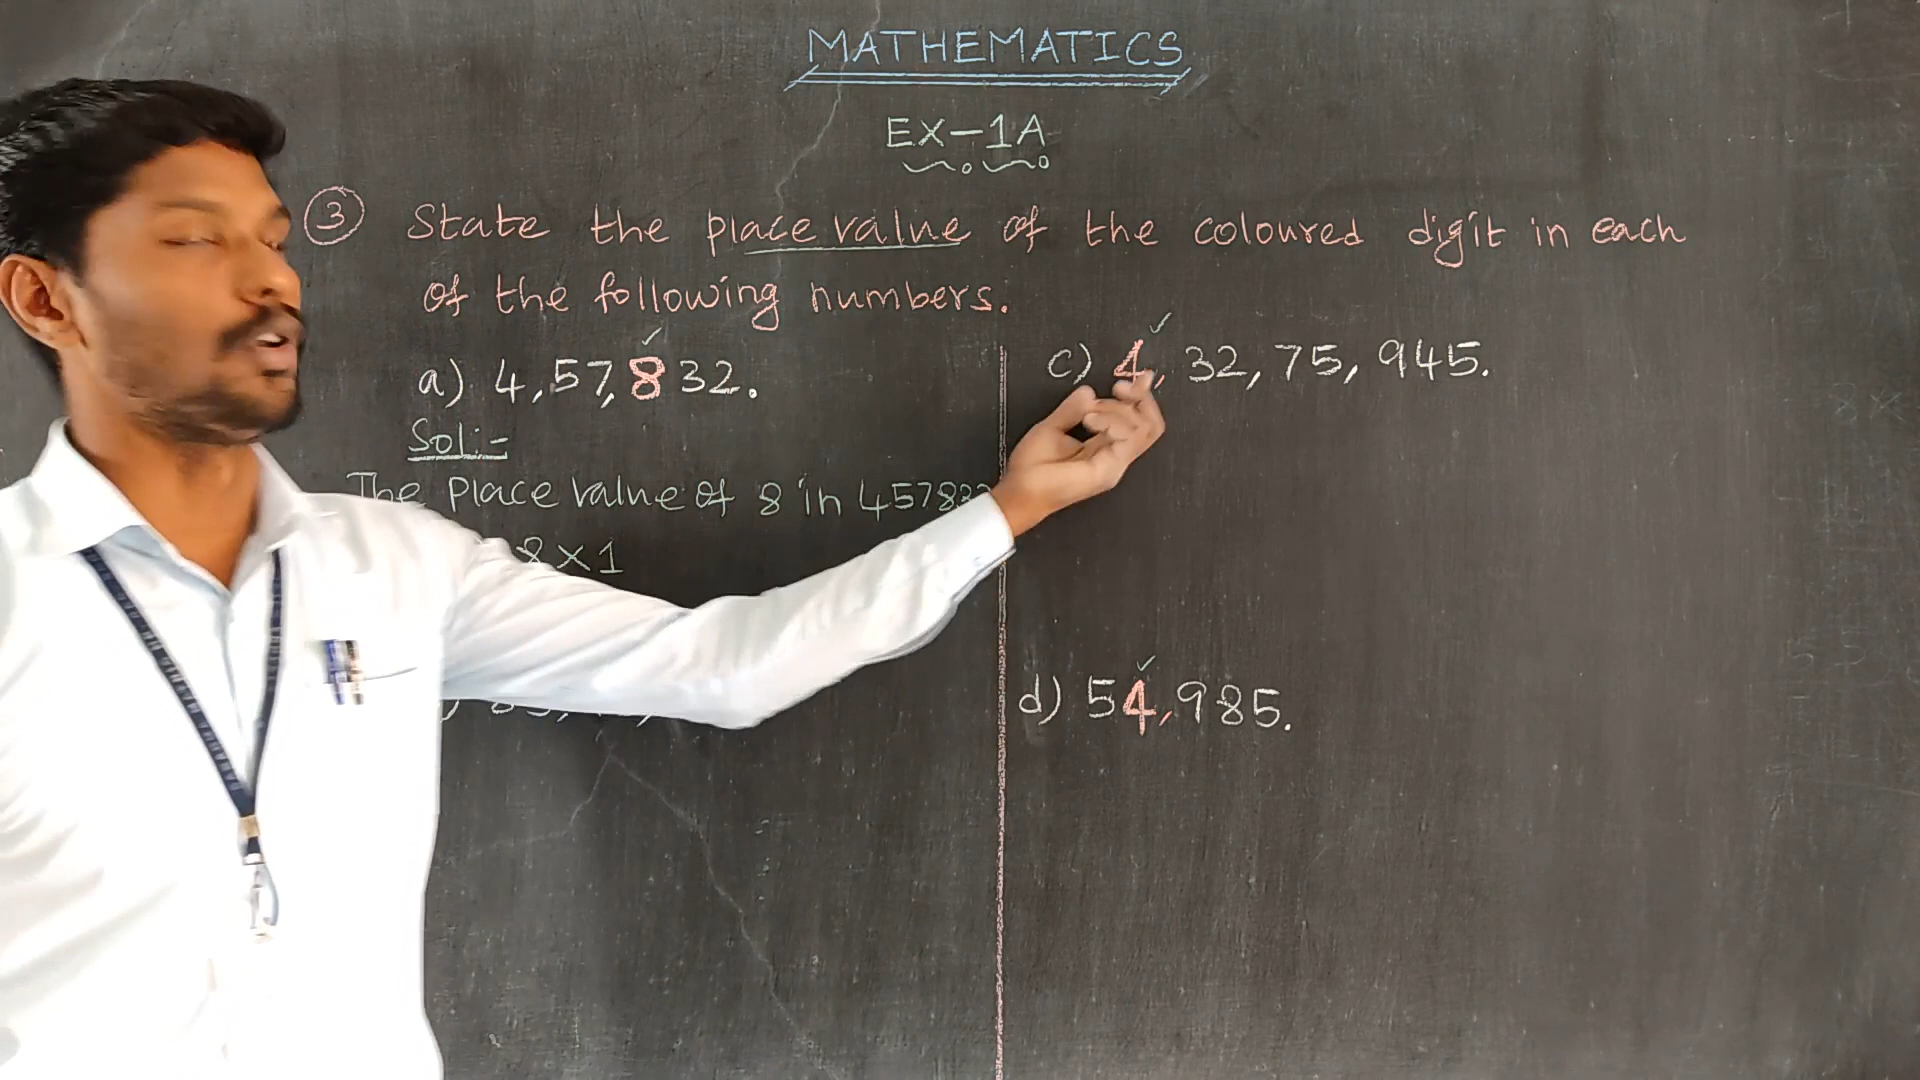 MATHEMATICS
EX-1A
③ State the place value of the coloured digit in each
of the following numbers.
a) 4,57,832.
Sol:-
The Place Value of 8 in 45783
8×1
c) 4,32,75,945.
d) 54,985.